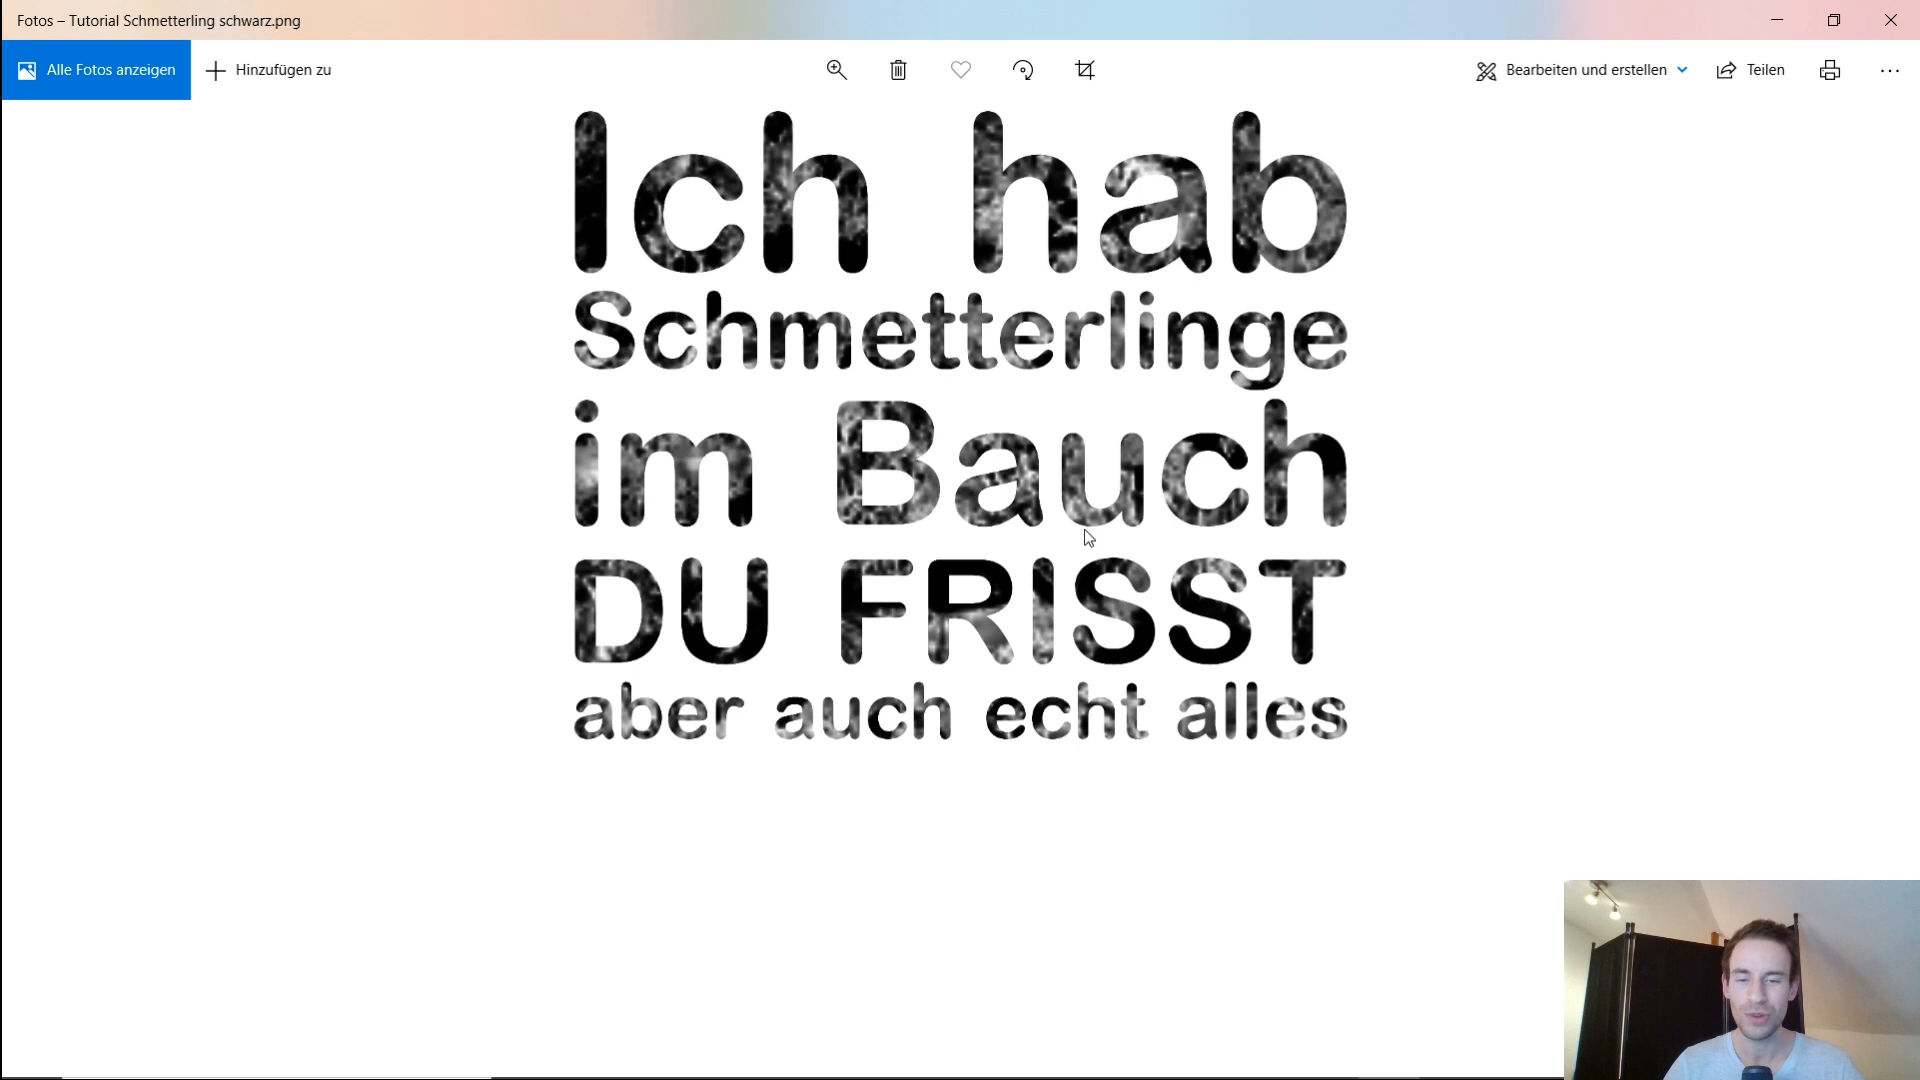 Fotos – Tutorial Schmetterling schwarz.png
Alle Fotos anzeigen
Hinzufügen zu
Bearbeiten und erstellen
Teilen
Ich hab
Schmetterlinge
im Bauch
DU FRISST
aber auch echt alles